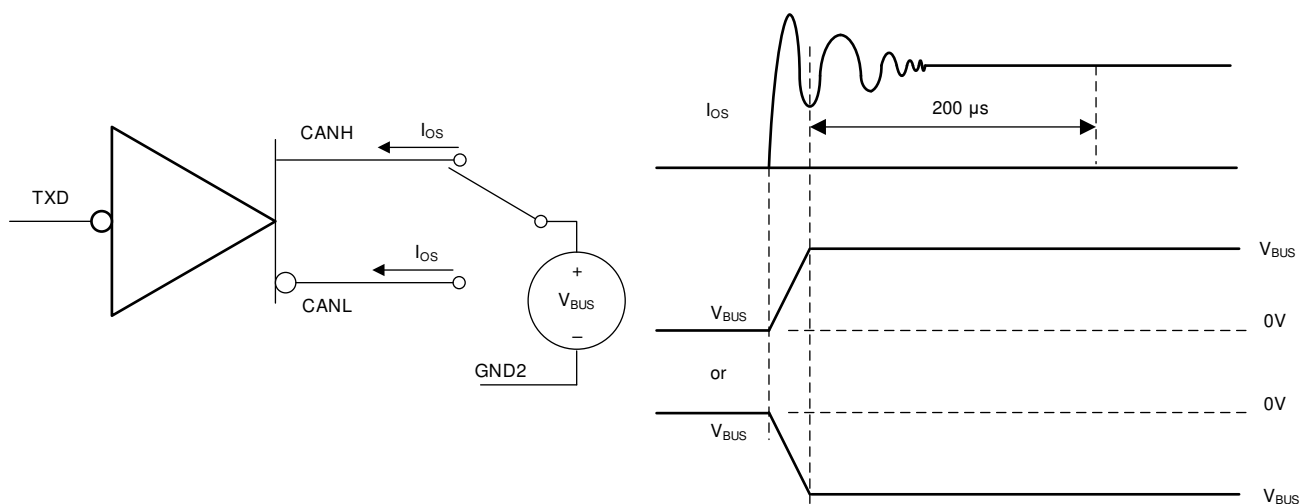 TXD
CANH
I_OS
I_OS
CANL
+
V_BUS
–
GND2
I_OS
200 µs
V_BUS
V_BUS
0V
or
0V
V_BUS
V_BUS